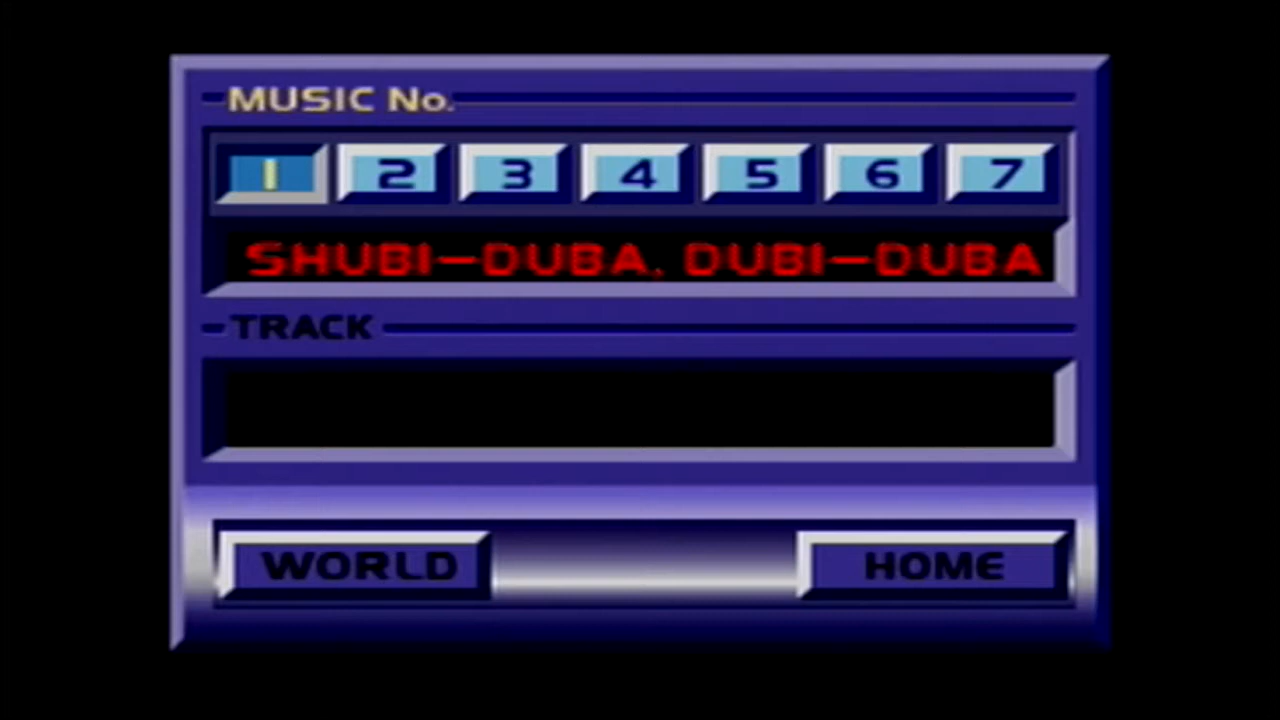 MUSIC No.
1 2 3 4 5 6 7
SHUBI-DUBA, DUBI-DUBA
TRACK
WORLD HOME